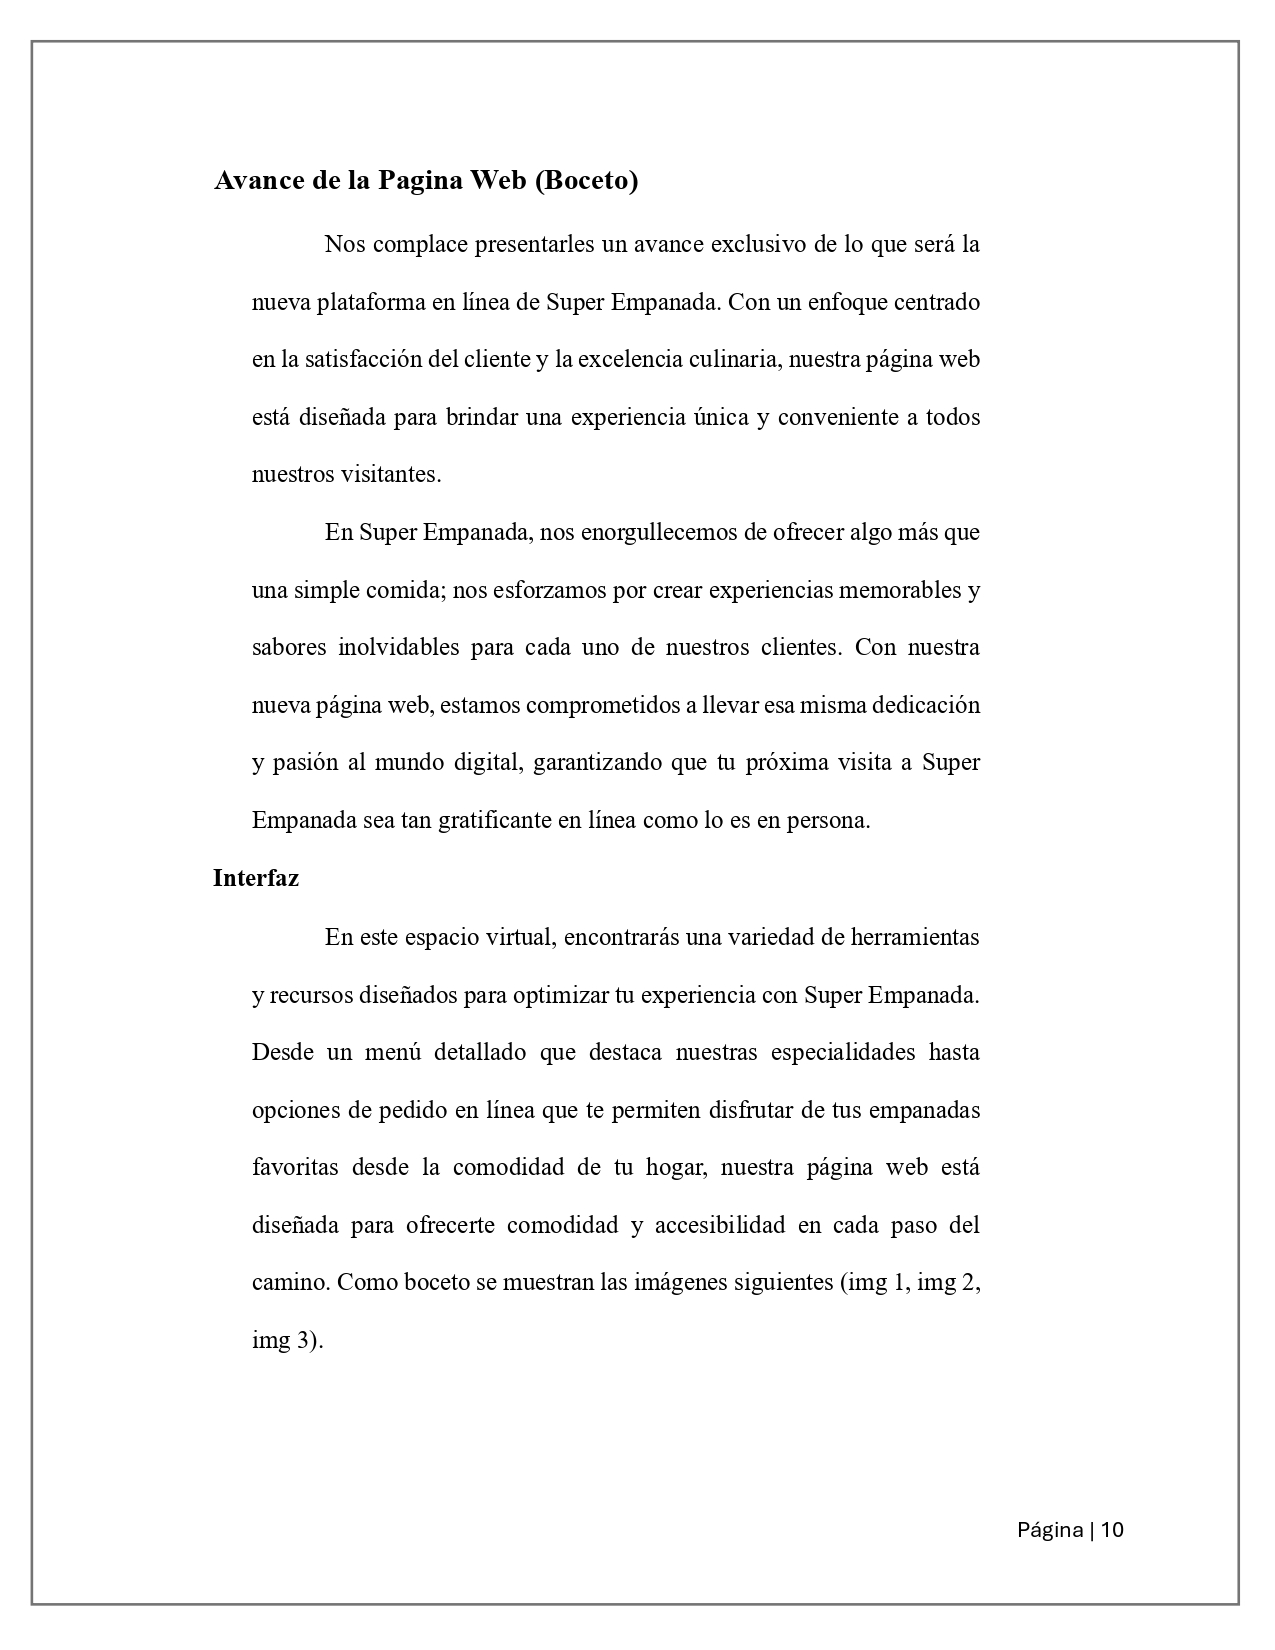 Avance de la Pagina Web (Boceto)
Nos complace presentarles un avance exclusivo de lo que será la
nueva plataforma en línea de Super Empanada. Con un enfoque centrado
en la satisfacción del cliente y la excelencia culinaria, nuestra página web
está diseñada para brindar una experiencia única y conveniente a todos
nuestros visitantes.
En Super Empanada, nos enorgullecemos de ofrecer algo más que
una simple comida; nos esforzamos por crear experiencias memorables y
sabores inolvidables para cada uno de nuestros clientes. Con nuestra
nueva página web, estamos comprometidos a llevar esa misma dedicación
y pasión al mundo digital, garantizando que tu próxima visita a Super
Empanada sea tan gratificante en línea como lo es en persona.
Interfaz
En este espacio virtual, encontrarás una variedad de herramientas
y recursos diseñados para optimizar tu experiencia con Super Empanada.
Desde un menú detallado que destaca nuestras especialidades hasta
opciones de pedido en línea que te permiten disfrutar de tus empanadas
favoritas desde la comodidad de tu hogar, nuestra página web está
diseñada para ofrecerte comodidad y accesibilidad en cada paso del
camino. Como boceto se muestran las imágenes siguientes (img 1, img 2,
img 3).
Página | 10